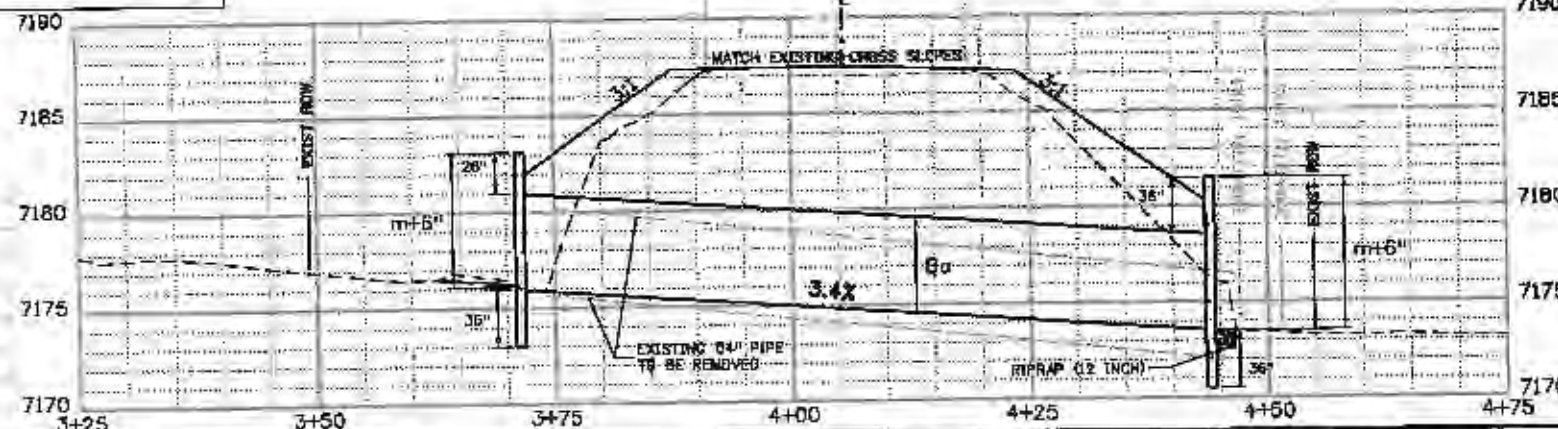 7190
7190
MATCH EXISTING CROSS SLOPES
3:1
3:1
7185
7185
EXIST ROW
26"
36"
EXIST ROW
7180
7180
m+6"
m+6"
Ba
3.4%
7175
7175
36"
EXISTING 64" PIPE
TO BE REMOVED
RIPRAP (12 INCH)
36"
7170
7170
3+25
3+50
3+75
4+00
4+25
4+50
4+75